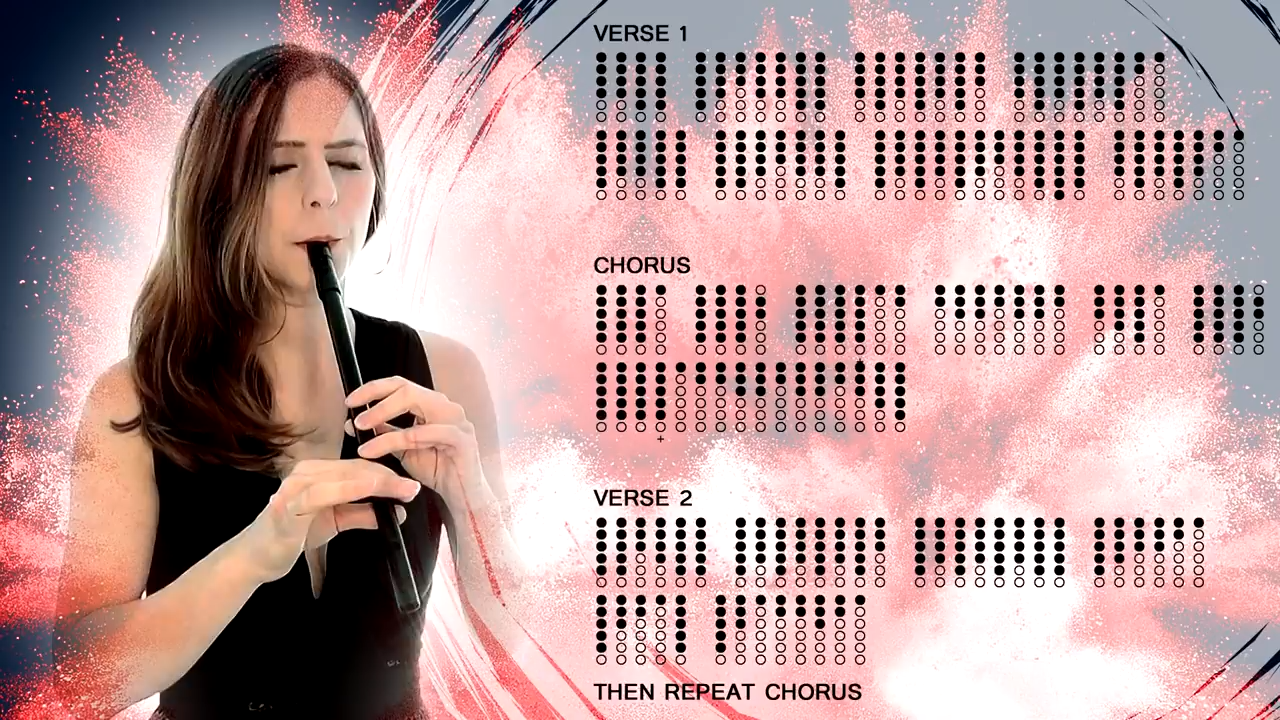 VERSE 1
CHORUS
+
VERSE 2
THEN REPEAT CHORUS